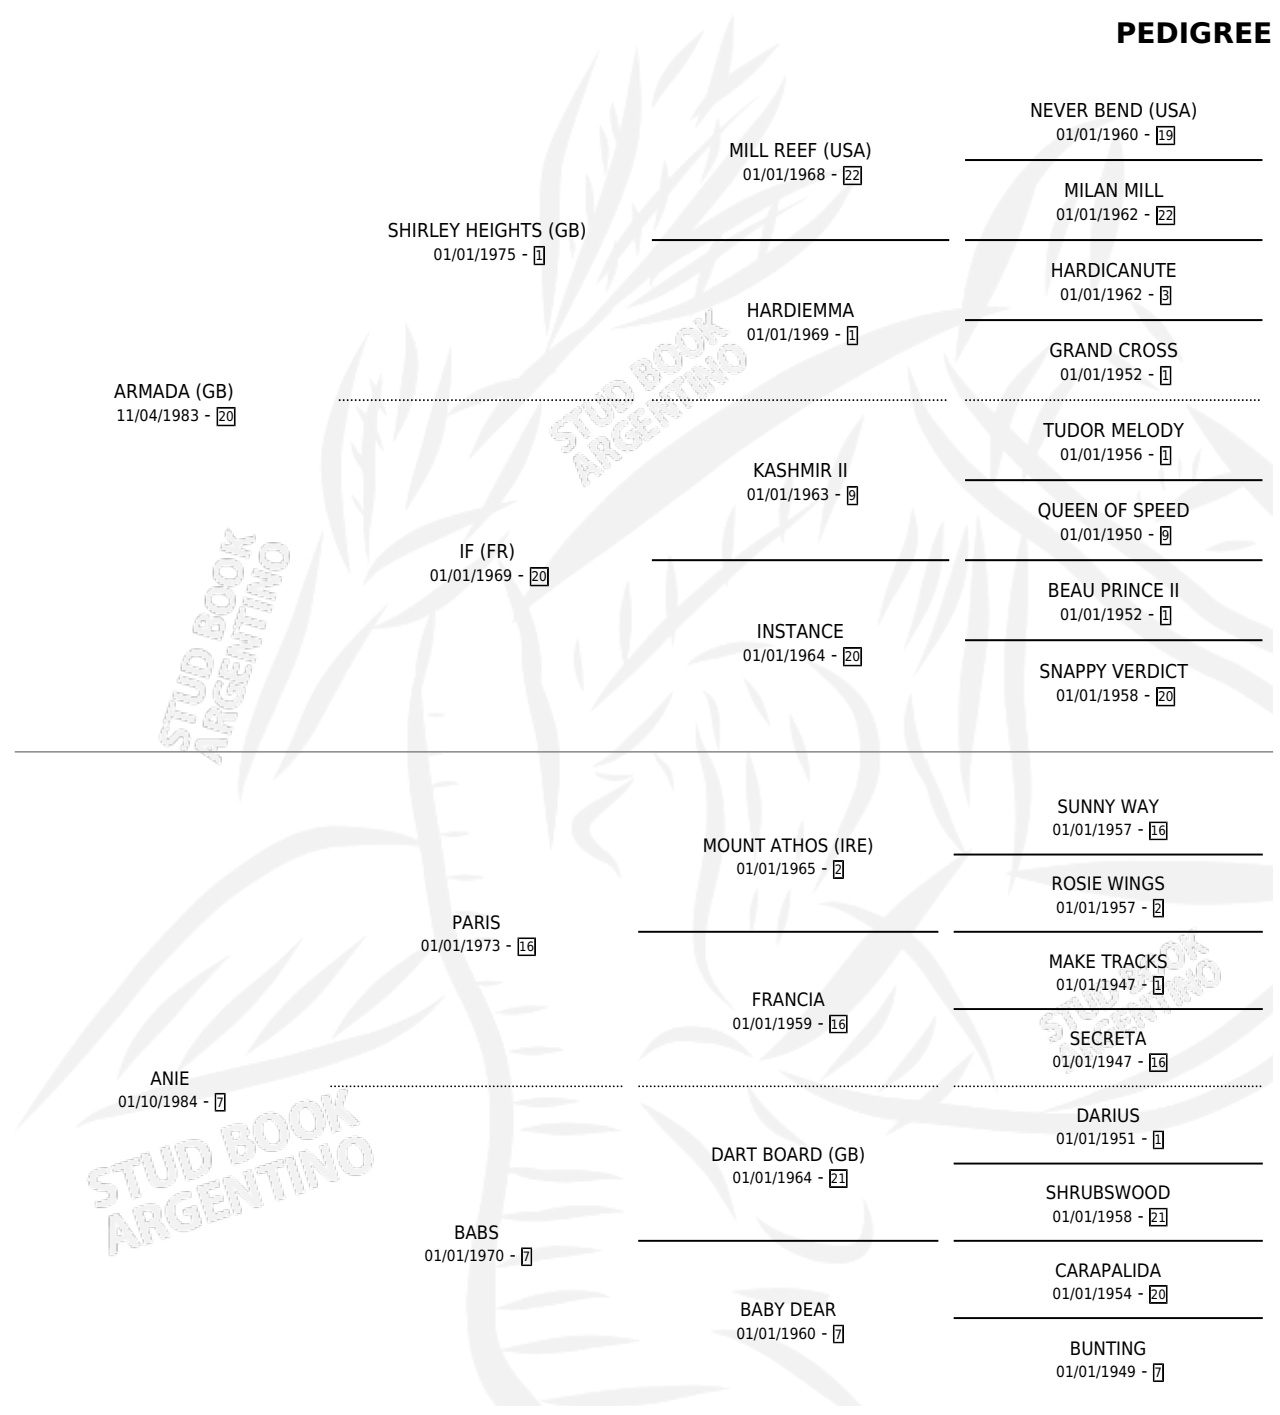 PEDIGREE
NEVER BEND (USA)
01/01/1960 - 19
MILL REEF (USA)
01/01/1968 - 22
MILAN MILL
01/01/1962 - 22
SHIRLEY HEIGHTS (GB)
01/01/1975 - 1
HARDICANUTE
01/01/1962 - 3
HARDIEMMA
01/01/1969 - 1
GRAND CROSS
01/01/1952 - 1
ARMADA (GB)
11/04/1983 - 20
TUDOR MELODY
01/01/1956 - 1
KASHMIR II
01/01/1963 - 9
QUEEN OF SPEED
01/01/1950 - 9
IF (FR)
01/01/1969 - 20
BEAU PRINCE II
01/01/1952 - 1
INSTANCE
01/01/1964 - 20
SNAPPY VERDICT
01/01/1958 - 20
SUNNY WAY
01/01/1957 - 16
MOUNT ATHOS (IRE)
01/01/1965 - 2
ROSIE WINGS
01/01/1957 - 2
PARIS
01/01/1973 - 16
MAKE TRACKS
01/01/1947 - 1
FRANCIA
01/01/1959 - 16
SECRETA
01/01/1947 - 16
ANIE
01/10/1984 - 7
DARIUS
01/01/1951 - 1
DART BOARD (GB)
01/01/1964 - 21
SHRUBSWOOD
01/01/1958 - 21
BABS
01/01/1970 - 7
CARAPALIDA
01/01/1954 - 20
BABY DEAR
01/01/1960 - 7
BUNTING
01/01/1949 - 7
STUD BOOK
ARGENTINO
STUD BOOK
ARGENTINO
STUD BOOK
ARGENTINO
STUD BOOK
ARGENTINO